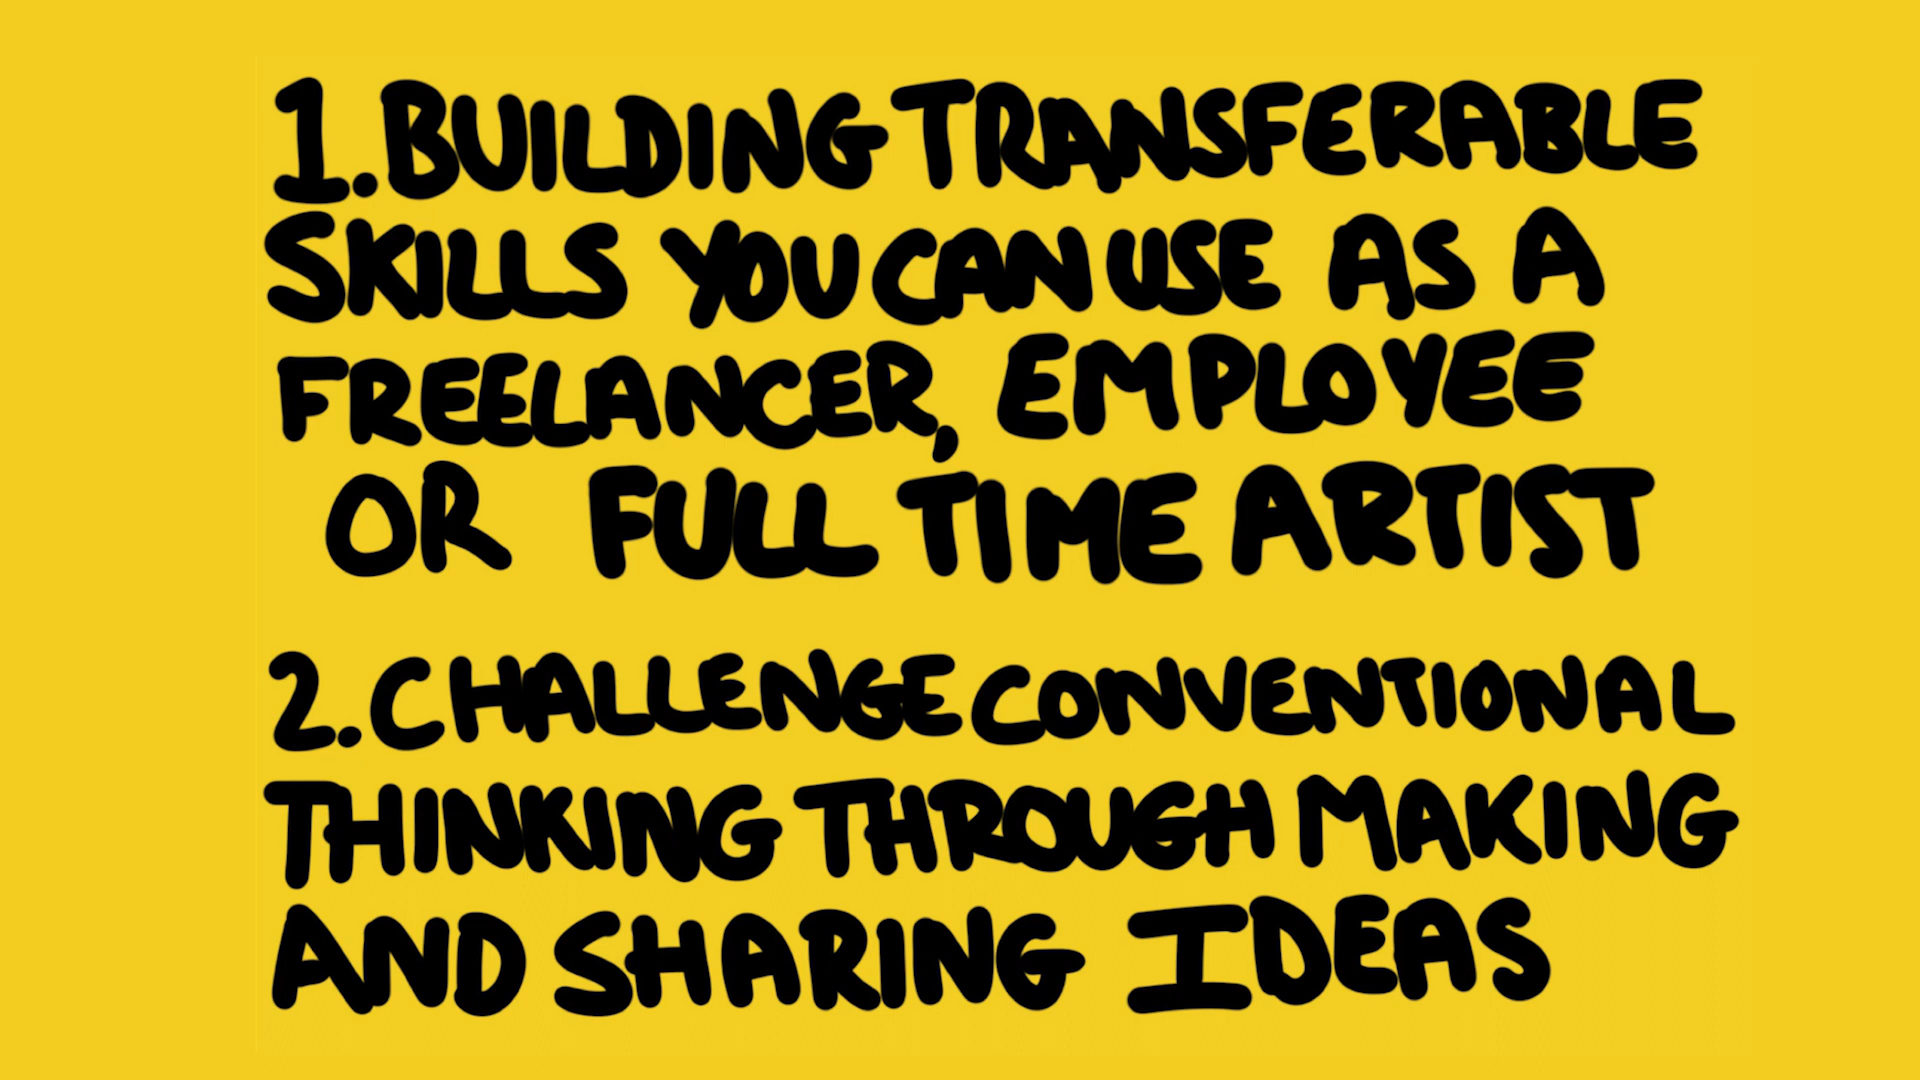 1. BUILDING TRANSFERABLE
SKILLS YOU CAN USE AS A
FREELANCER, EMPLOYEE
OR FULL TIME ARTIST
2. CHALLENGE CONVENTIONAL
THINKING THROUGH MAKING
AND SHARING IDEAS